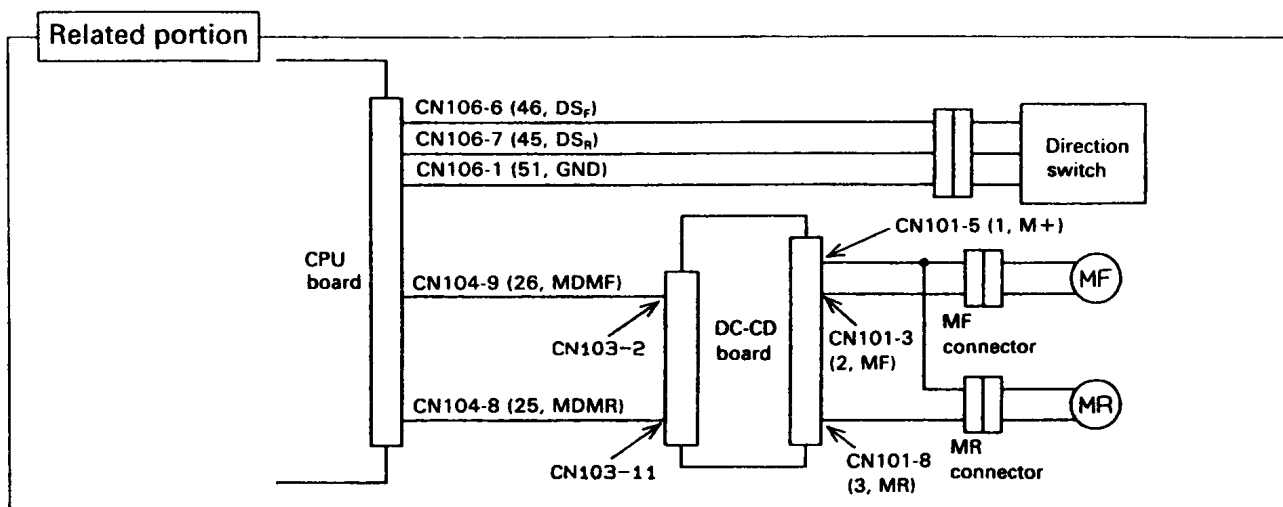 Related portion
CN106-6 (46, DSF)
CN106-7 (45, DSR)
CN106-1 (51, GND)
Direction
switch
CPU
board
CN104-9 (26, MDMF)
CN103-2
CN104-8 (25, MDMR)
CN103-11
DC-CD
board
CN101-5 (1, M+)
CN101-3
(2, MF)
MF
connector
MF
CN101-8
(3, MR)
MR
connector
MR